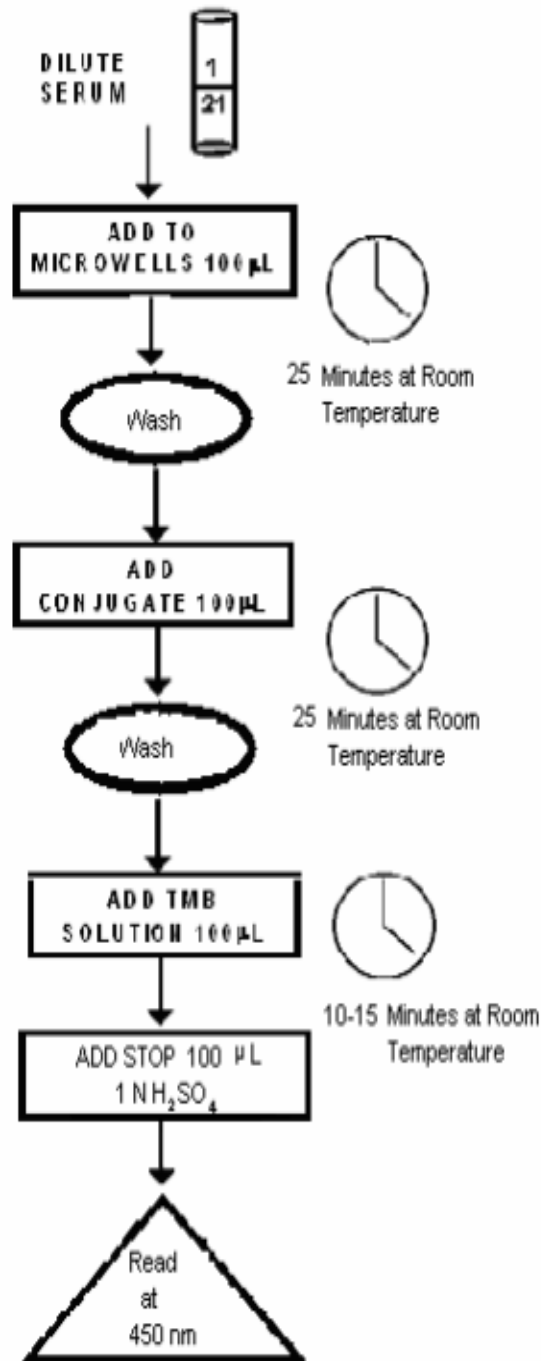 DILUTE
SERUM
1
21
ADD TO
MICROWELLS 100 µL
25 Minutes at Room
Temperature
Wash
ADD
CONJUGATE 100µL
25 Minutes at Room
Temperature
Wash
ADD TMB
SOLUTION 100µL
10-15 Minutes at Room
Temperature
ADD STOP 100 µL
1 NH₂SO₄
Read
at
450 nm